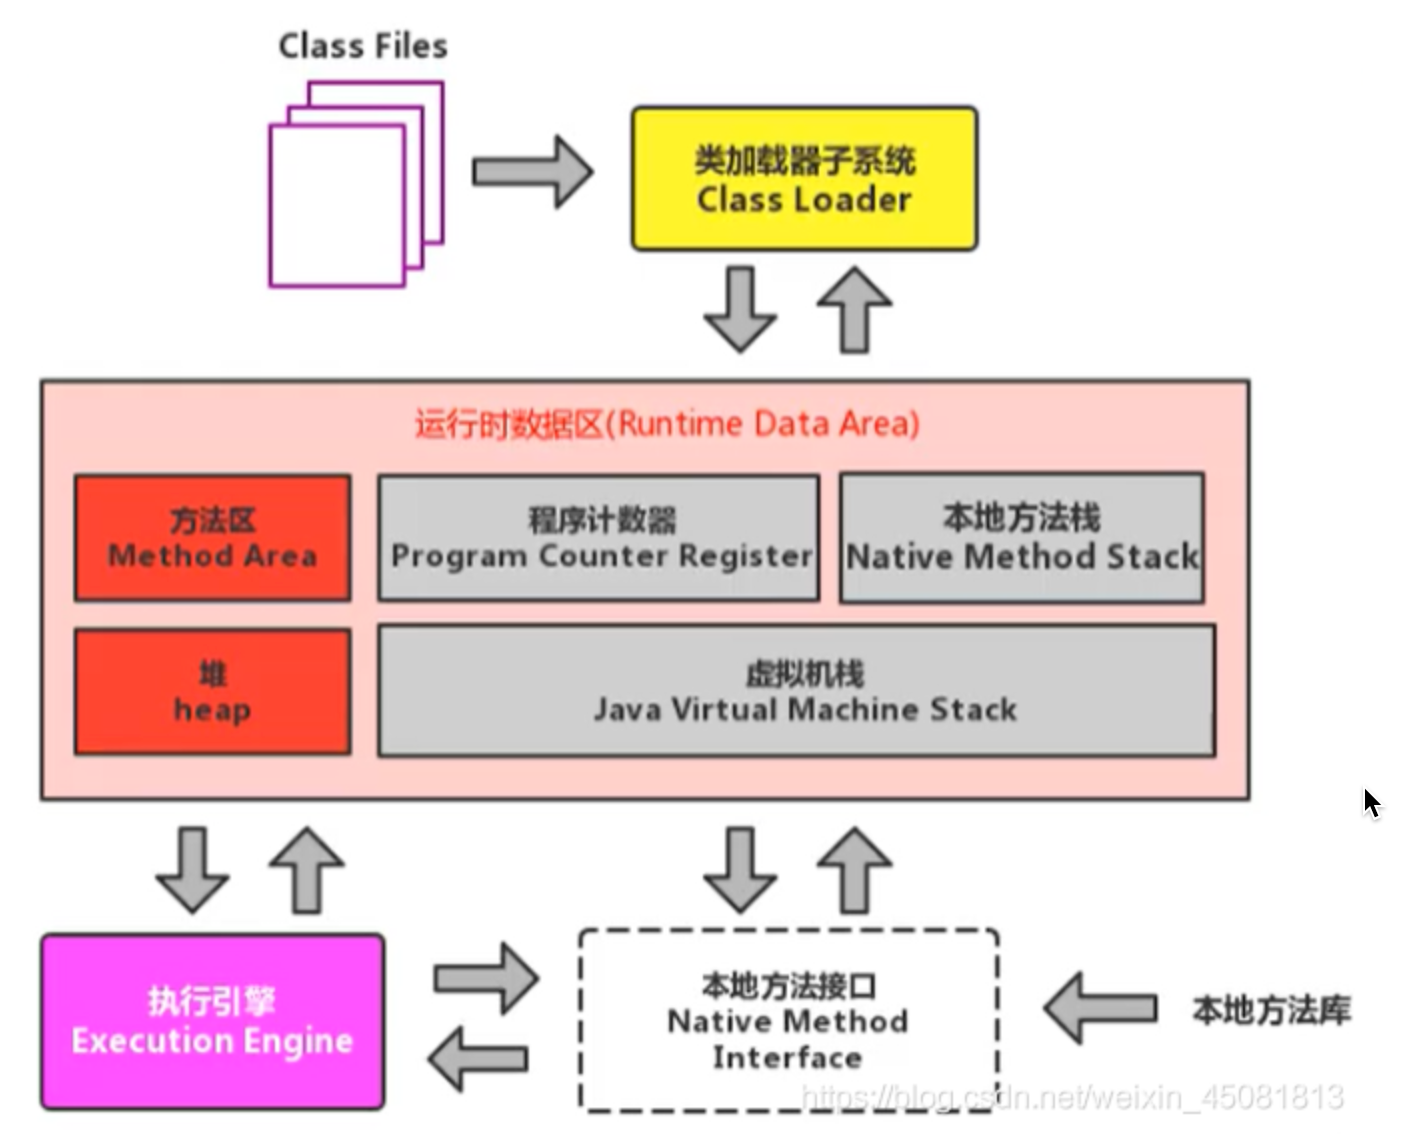 Class Files
类加载器子系统
Class Loader
运行时数据区(Runtime Data Area)
方法区
Method Area
程序计数器
Program Counter Register
本地方法栈
Native Method Stack
堆
heap
虚拟机栈
Java Virtual Machine Stack
执行引擎
Execution Engine
本地方法接口
Native Method
Interface
本地方法库
https://blog.csdn.net/weixin_45081813